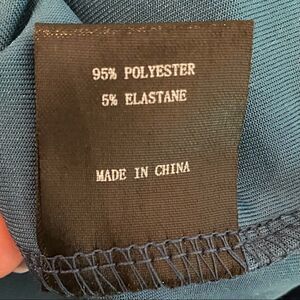 95% POLYESTER
5% ELASTANE
MADE IN CHINA